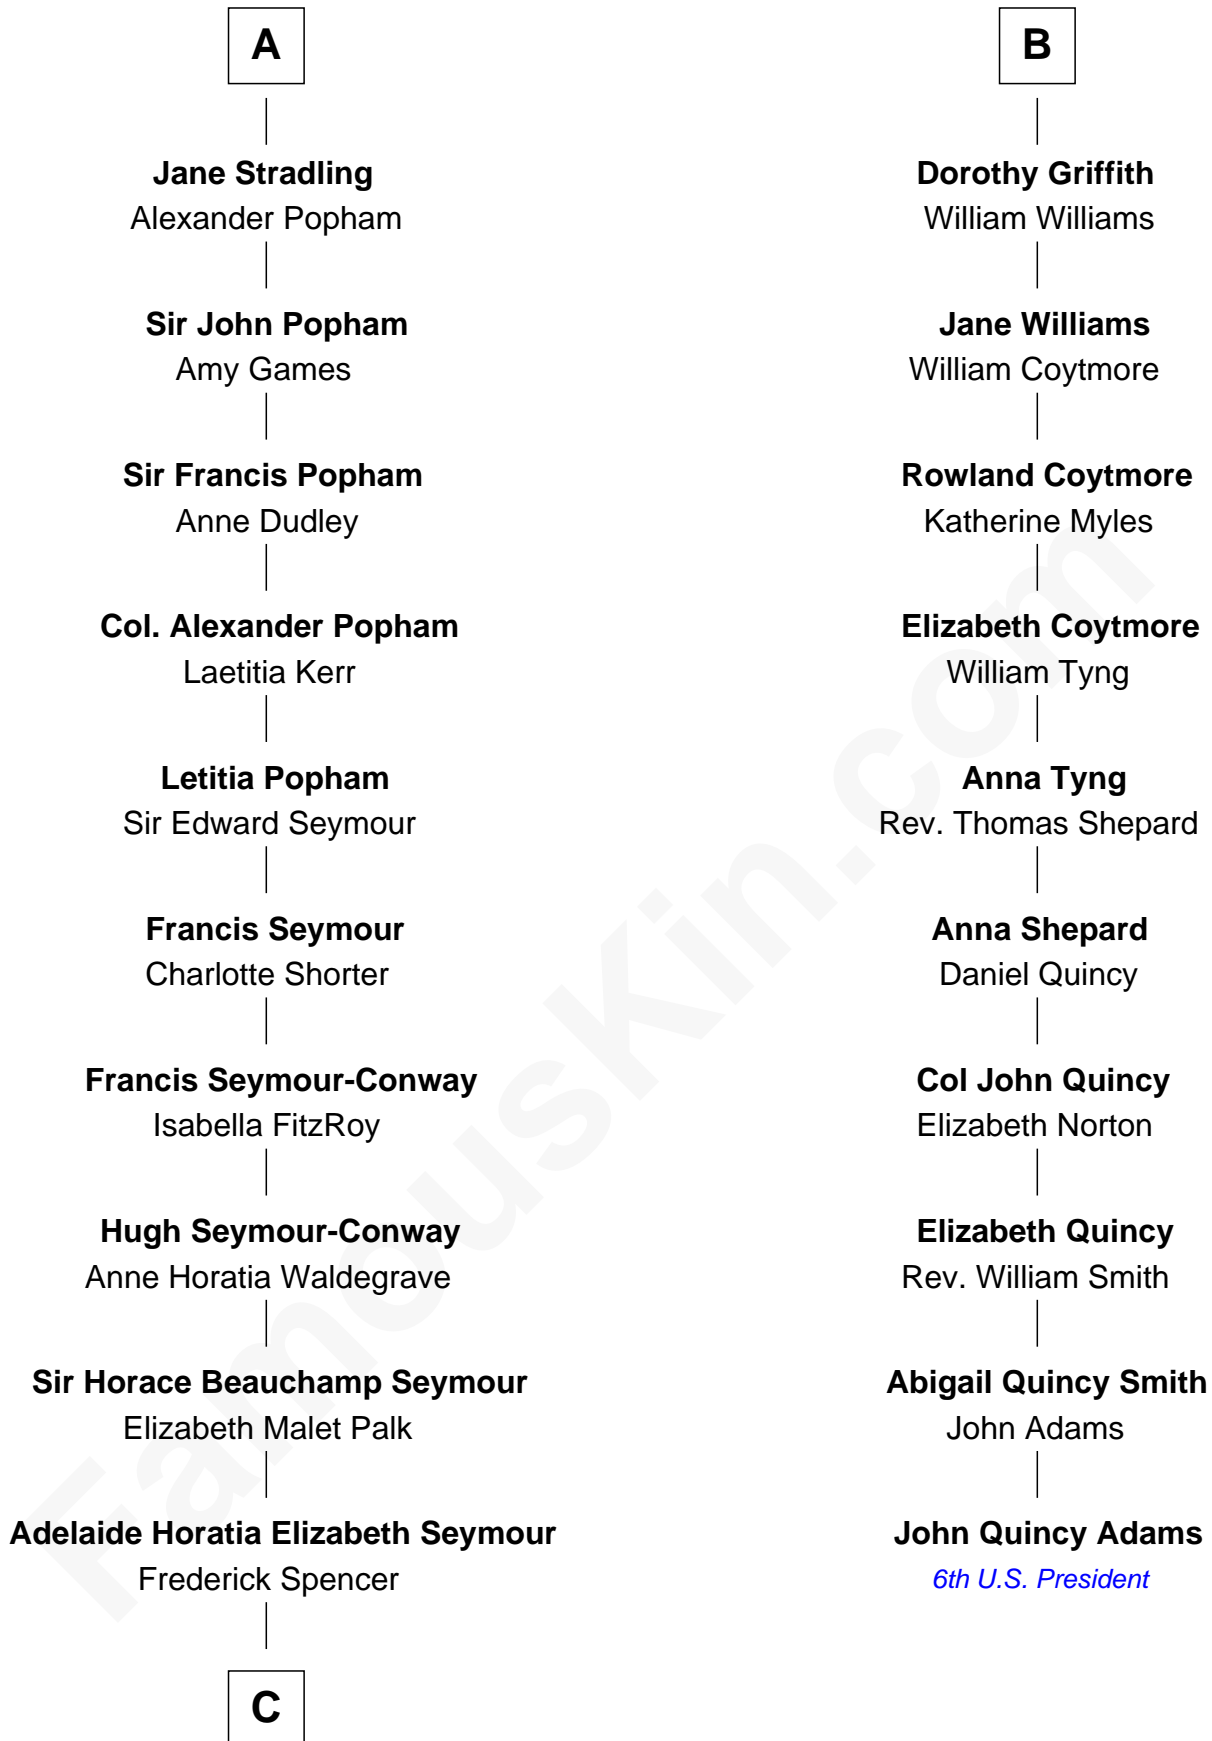 A
Jane Stradling
Alexander Popham
Sir John Popham
Amy Games
Sir Francis Popham
Anne Dudley
Col. Alexander Popham
Laetitia Kerr
Letitia Popham
Sir Edward Seymour
Francis Seymour
Charlotte Shorter
Francis Seymour-Conway
Isabella FitzRoy
Hugh Seymour-Conway
Anne Horatia Waldegrave
Sir Horace Beauchamp Seymour
Elizabeth Malet Palk
Adelaide Horatia Elizabeth Seymour
Frederick Spencer
C
B
Dorothy Griffith
William Williams
Jane Williams
William Coytmore
Rowland Coytmore
Katherine Myles
Elizabeth Coytmore
William Tyng
Anna Tyng
Rev. Thomas Shepard
Anna Shepard
Daniel Quincy
Col John Quincy
Elizabeth Norton
Elizabeth Quincy
Rev. William Smith
Abigail Quincy Smith
John Adams
John Quincy Adams
6th U.S. President
FamousKin.com